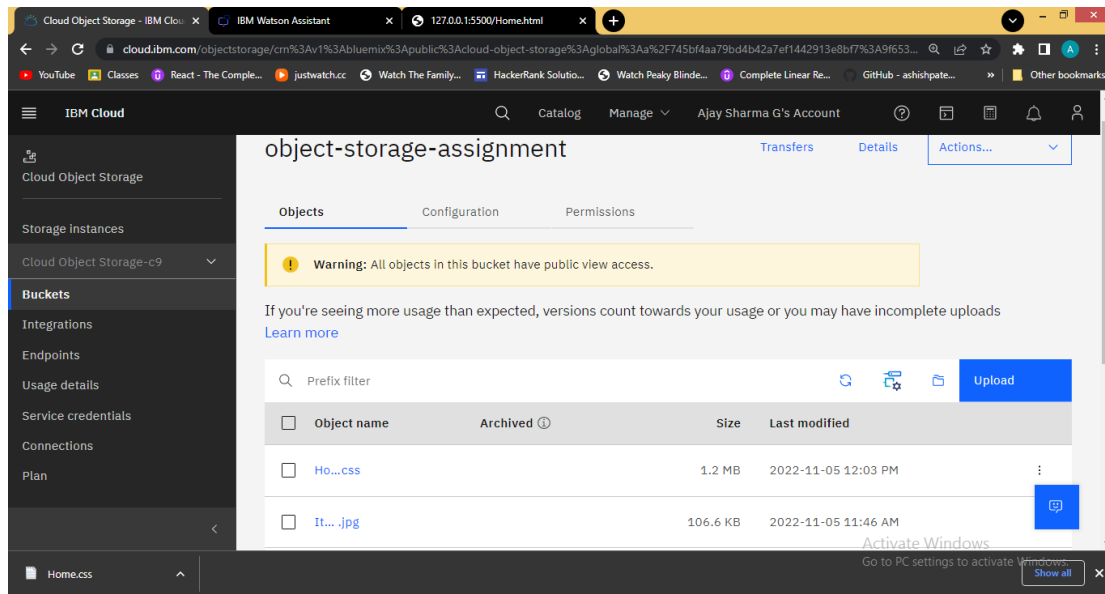 Cloud Object Storage - IBM Clou
IBM Watson Assistant
127.0.0.1:5500/Home.html
cloud.ibm.com/objectstorage/crn%3Av1%3Abluemix%3Apublic%3Acloud-object-storage%3Aglobal%3Aa%2F745bf4aa79bd4b42a7ef1442913e8bf7%3A9f653...
A
YouTube
Classes
React - The Comple...
justwatch.cc
Watch The Family...
HackerRank Solutio...
Watch Peaky Blinde...
Complete Linear Re...
GitHub - ashishpate...
»
Other bookmarks
IBM Cloud
Catalog
Manage
Ajay Sharma G's Account
Cloud Object Storage
Storage instances
Cloud Object Storage-c9
Buckets
Integrations
Endpoints
Usage details
Service credentials
Connections
Plan
object-storage-assignment
Transfers
Details
Actions...
Objects
Configuration
Permissions
Warning: All objects in this bucket have public view access.
If you're seeing more usage than expected, versions count towards your usage or you may have incomplete uploads
Learn more
Prefix filter
Upload
Object name Archived Size Last modified
Ho...css 1.2 MB 2022-11-05 12:03 PM
It... .jpg 106.6 KB 2022-11-05 11:46 AM
Activate Windows
Go to PC settings to activate Windows.
Home.css
Show all